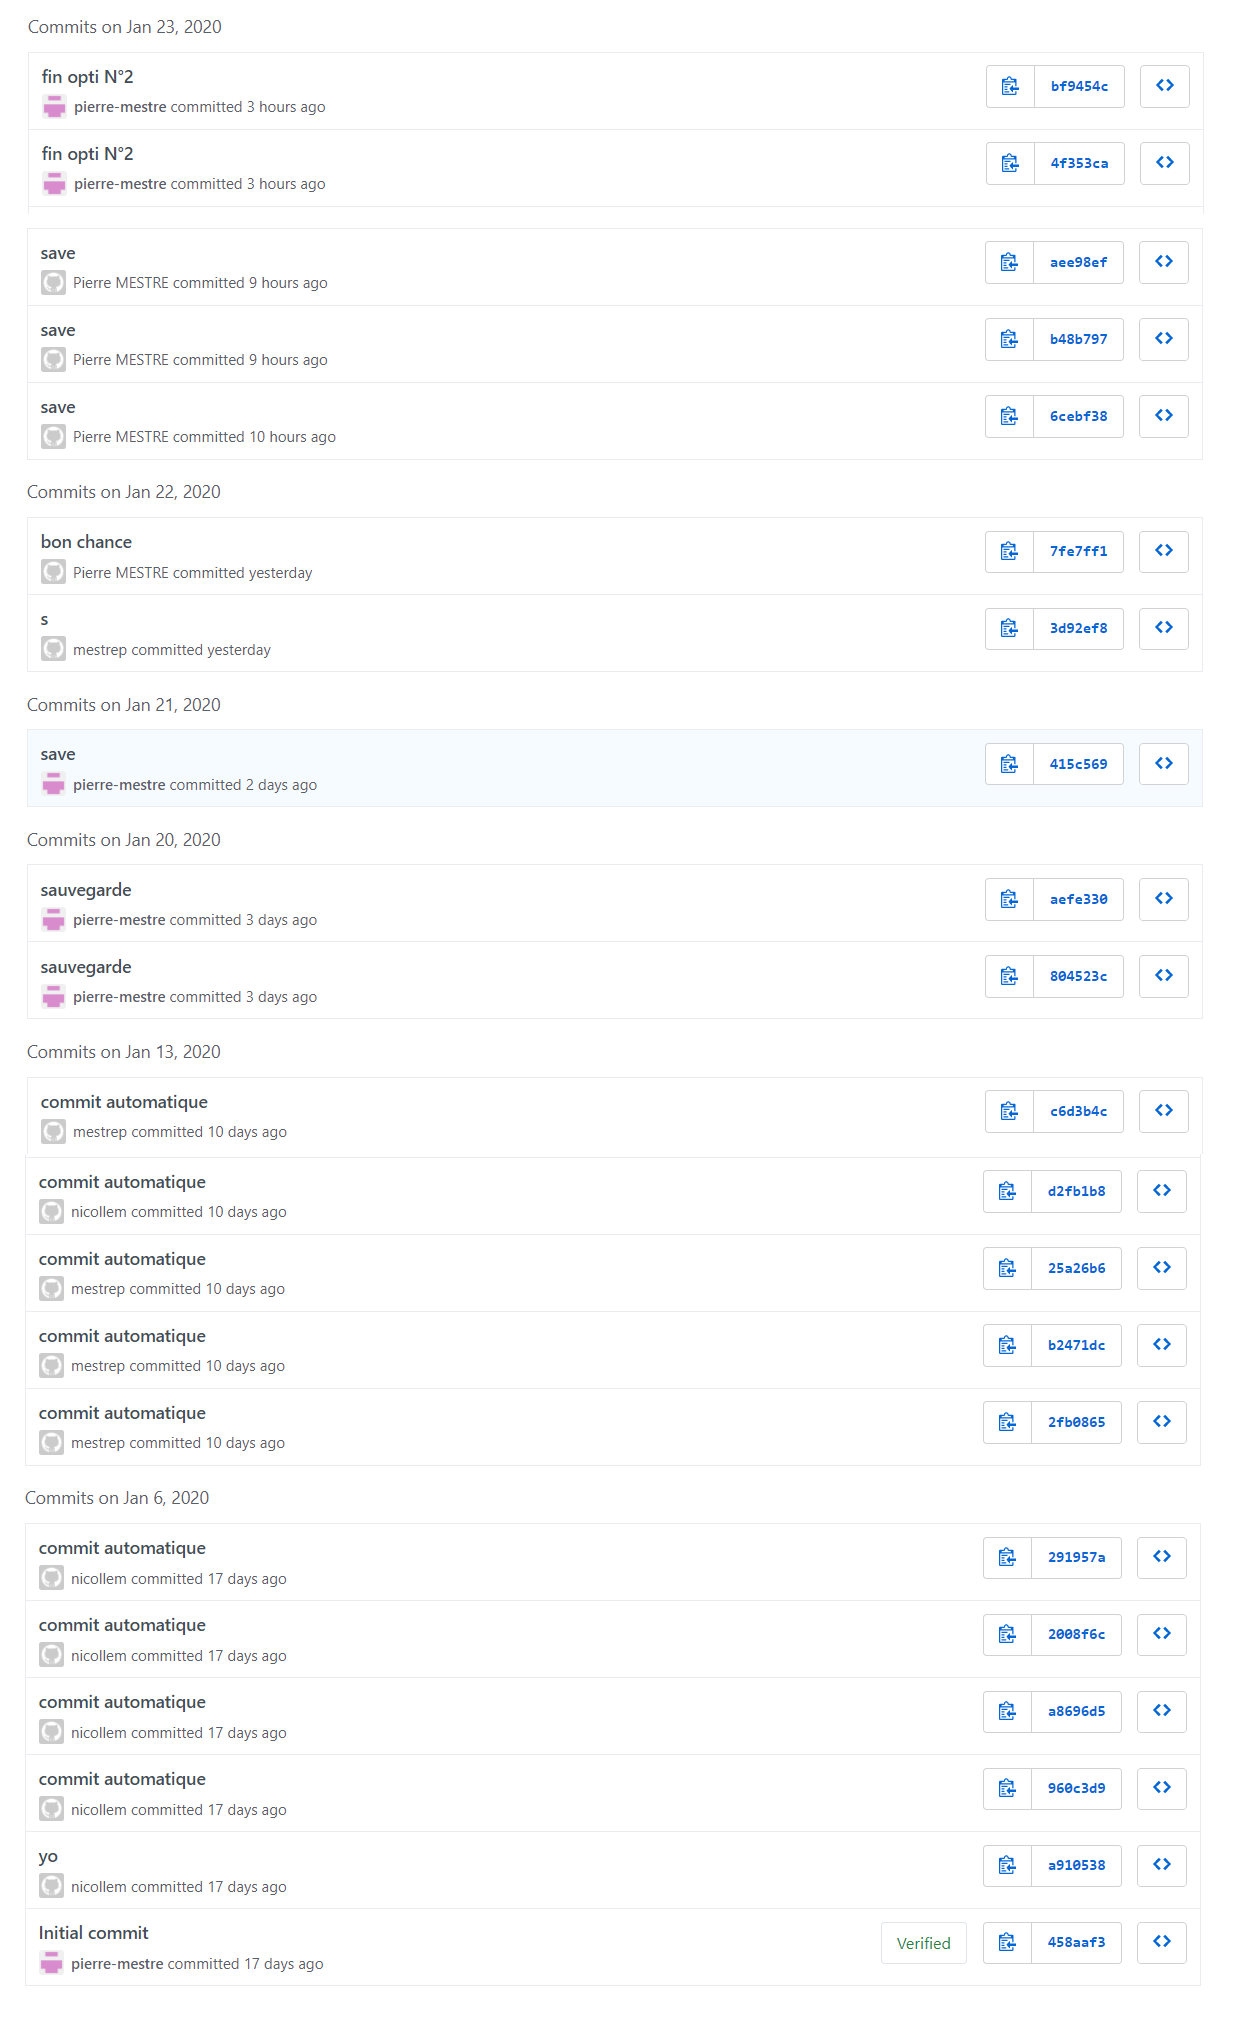 Commits on Jan 23, 2020
fin opti N°2
bf9454c
pierre-mestre committed 3 hours ago
fin opti N°2
4f353ca
pierre-mestre committed 3 hours ago
save
aee98ef
Pierre MESTRE committed 9 hours ago
save
b48b797
Pierre MESTRE committed 9 hours ago
save
6cebf38
Pierre MESTRE committed 10 hours ago
Commits on Jan 22, 2020
bon chance
7fe7ff1
Pierre MESTRE committed yesterday
s
3d92ef8
mestrep committed yesterday
Commits on Jan 21, 2020
save
415c569
pierre-mestre committed 2 days ago
Commits on Jan 20, 2020
sauvegarde
aefe330
pierre-mestre committed 3 days ago
sauvegarde
804523c
pierre-mestre committed 3 days ago
Commits on Jan 13, 2020
commit automatique
c6d3b4c
mestrep committed 10 days ago
commit automatique
d2fb1b8
nicollem committed 10 days ago
commit automatique
25a26b6
mestrep committed 10 days ago
commit automatique
b2471dc
mestrep committed 10 days ago
commit automatique
2fb0865
mestrep committed 10 days ago
Commits on Jan 6, 2020
commit automatique
291957a
nicollem committed 17 days ago
commit automatique
2008f6c
nicollem committed 17 days ago
commit automatique
a8696d5
nicollem committed 17 days ago
commit automatique
960c3d9
nicollem committed 17 days ago
yo
a910538
nicollem committed 17 days ago
Initial commit
Verified 458aaf3
pierre-mestre committed 17 days ago